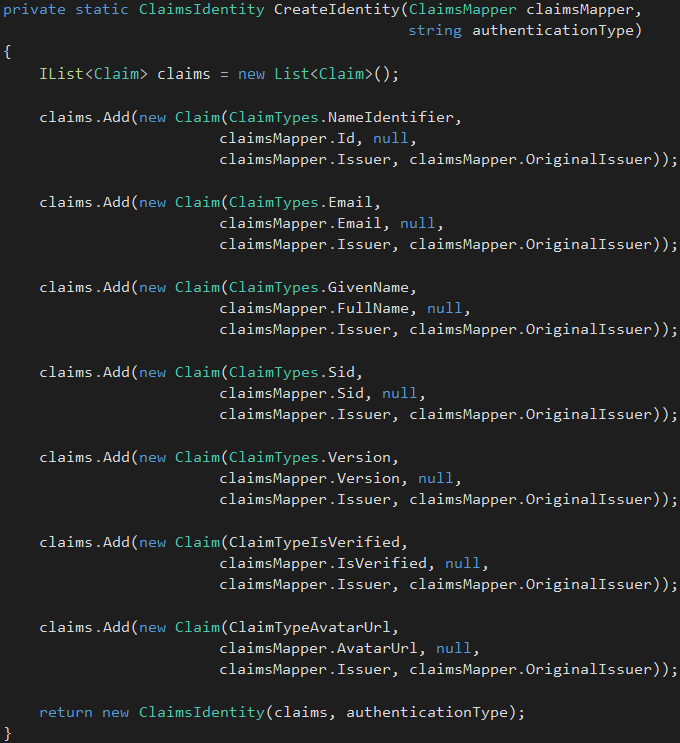 private static ClaimsIdentity CreateIdentity(ClaimsMapper claimsMapper,
                                             string authenticationType)
{
    IList<Claim> claims = new List<Claim>();

    claims.Add(new Claim(ClaimTypes.NameIdentifier,
                        claimsMapper.Id, null,
                        claimsMapper.Issuer, claimsMapper.OriginalIssuer));

    claims.Add(new Claim(ClaimTypes.Email,
                        claimsMapper.Email, null,
                        claimsMapper.Issuer, claimsMapper.OriginalIssuer));

    claims.Add(new Claim(ClaimTypes.GivenName,
                        claimsMapper.FullName, null,
                        claimsMapper.Issuer, claimsMapper.OriginalIssuer));

    claims.Add(new Claim(ClaimTypes.Sid,
                        claimsMapper.Sid, null,
                        claimsMapper.Issuer, claimsMapper.OriginalIssuer));

    claims.Add(new Claim(ClaimTypes.Version,
                        claimsMapper.Version, null,
                        claimsMapper.Issuer, claimsMapper.OriginalIssuer));

    claims.Add(new Claim(ClaimTypeIsVerified,
                        claimsMapper.IsVerified, null,
                        claimsMapper.Issuer, claimsMapper.OriginalIssuer));

    claims.Add(new Claim(ClaimTypeAvatarUrl,
                        claimsMapper.AvatarUrl, null,
                        claimsMapper.Issuer, claimsMapper.OriginalIssuer));

    return new ClaimsIdentity(claims, authenticationType);
}